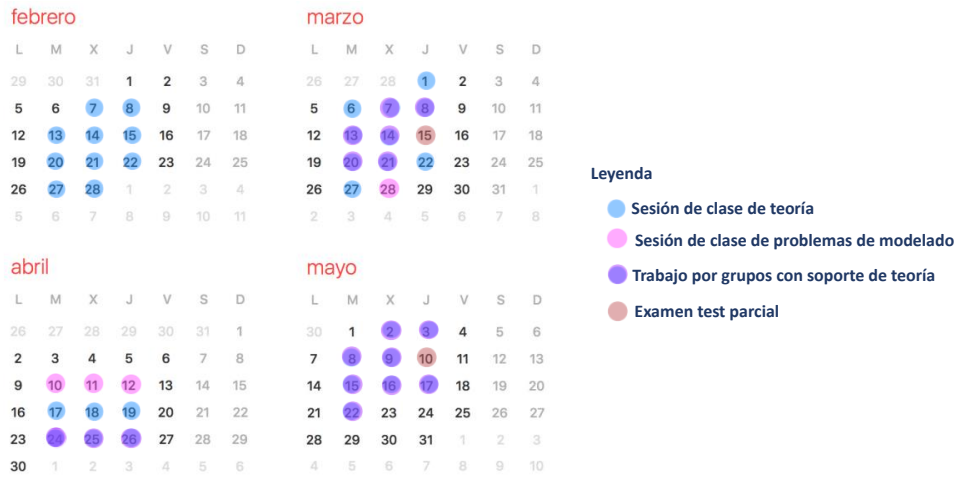 febrero
L M X J V S D
29 30 31 1 2 3 4
5 6 7 8 9 10 11
12 13 14 15 16 17 18
19 20 21 22 23 24 25
26 27 28 1 2 3 4
5 6 7 8 9 10 11
marzo
L M X J V S D
26 27 28 1 2 3 4
5 6 7 8 9 10 11
12 13 14 15 16 17 18
19 20 21 22 23 24 25
26 27 28 29 30 31 1
2 3 4 5 6 7 8
abril
L M X J V S D
26 27 28 29 30 31 1
2 3 4 5 6 7 8
9 10 11 12 13 14 15
16 17 18 19 20 21 22
23 24 25 26 27 28 29
30 1 2 3 4 5 6
mayo
L M X J V S D
30 1 2 3 4 5 6
7 8 9 10 11 12 13
14 15 16 17 18 19 20
21 22 23 24 25 26 27
28 29 30 31 1 2 3
4 5 6 7 8 9 10
Leyenda
Sesión de clase de teoría
Sesión de clase de problemas de modelado
Trabajo por grupos con soporte de teoría
Examen test parcial